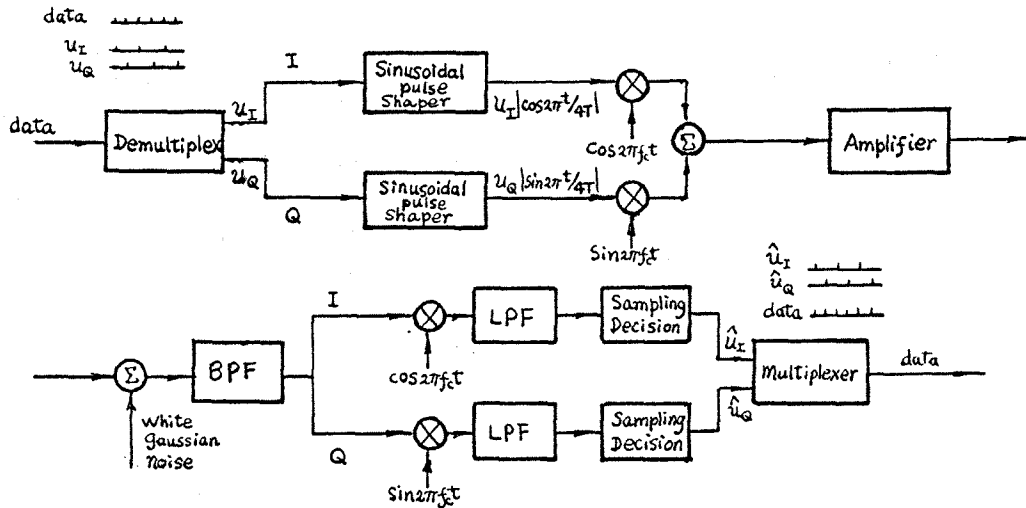 data
u_I
u_Q
data
Demultiplex
u_I
u_Q
I
Q
Sinusoidal
pulse
shaper
u_I|cos2πt/4T|
cos2πf_ct
Σ
Amplifier
Sinusoidal
pulse
shaper
u_Q|sin2πt/4T|
sin2πf_ct
û_I
û_Q
data
Σ
white
gaussian
noise
BPF
I
Q
cos2πf_ct
LPF
Sampling
Decision
û_I
sin2πf_ct
LPF
Sampling
Decision
û_Q
Multiplexer
data